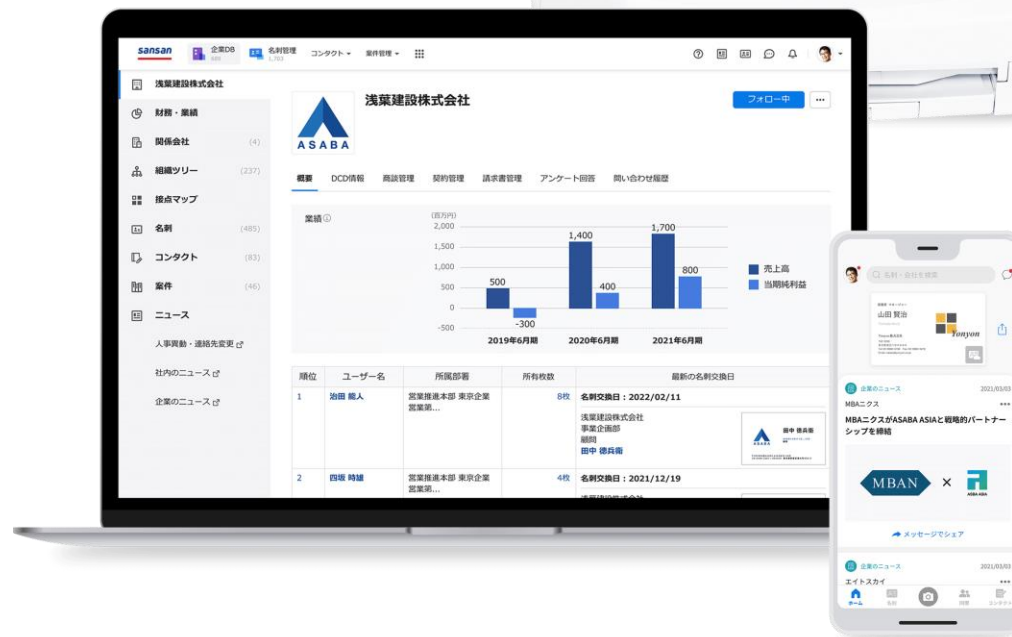 sansan
企業DB
名刺管理
1,763
コンタクト
案件管理
浅葉建設株式会社
財務・業績
関係会社 (4)
組織ツリー (237)
接点マップ
名刺 (485)
コンタクト (83)
案件 (46)
ニュース
人事異動・連絡先変更
社内のニュース
企業のニュース
ASABA
浅葉建設株式会社
フォロー中
概要 DCD情報 商談管理 契約管理 請求書管理 アンケート回答 問い合わせ履歴
業績
(百万円)
2,000
1,500
1,000
500
0
-500
500
-300
1,400
400
1,700
800
2019年6月期 2020年6月期 2021年6月期
売上高
当期純利益
順位 ユーザー名 所属部署 所有枚数 最新の名刺交換日
1 治田 能人 営業推進本部 東京企業 8枚 名刺交換日:2022/02/11
営業第...
浅葉建設株式会社
事業企画部
顧問
田中 德兵衛
田中 德兵衛
2 四坂 時雄 営業推進本部 東京企業 4枚 名刺交換日:2021/12/19
営業第...
名刺・会社を検索
山田 賢治
Yonyon
企業のニュース 2021/03/03
MBAニクス
MBAニクスがASABA ASIAと戦略的パートナー
シップを締結
MBAN × ASBA ASIA
メッセージでシェア
企業のニュース 2021/03/03
エイトスカイ
ホーム 名刺 同僚 コンタクト